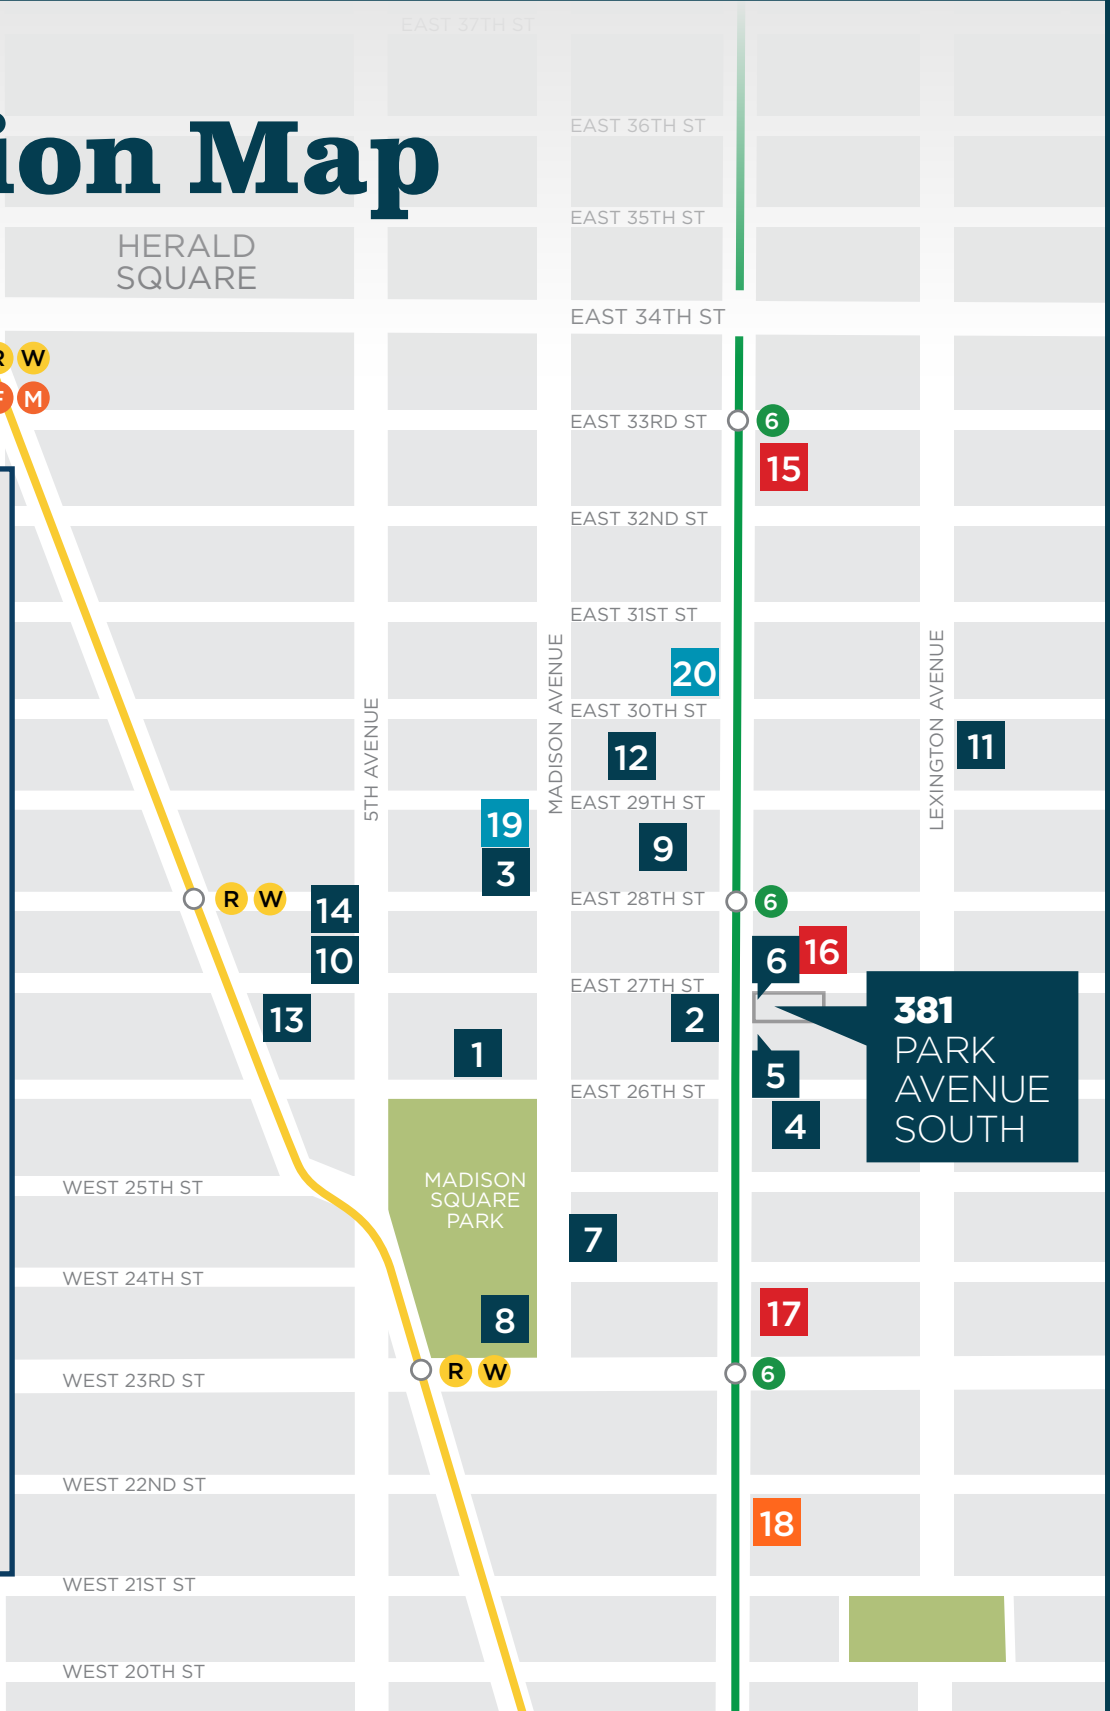 EAST 37TH ST
EAST 36TH ST
ion Map
EAST 35TH ST
HERALD
SQUARE
EAST 34TH ST
R W
F M
EAST 33RD ST
6
15
EAST 32ND ST
EAST 31ST ST
20
EAST 30TH ST
5TH AVENUE
MADISON AVENUE
LEXINGTON AVENUE
12
11
EAST 29TH ST
19
9
3
EAST 28TH ST
R W
14
6
10
6
16
EAST 27TH ST
13
2
1
381
PARK
AVENUE
SOUTH
5
EAST 26TH ST
4
MADISON
SQUARE
PARK
WEST 25TH ST
7
WEST 24TH ST
8
17
WEST 23RD ST
R W
6
WEST 22ND ST
18
WEST 21ST ST
WEST 20TH ST